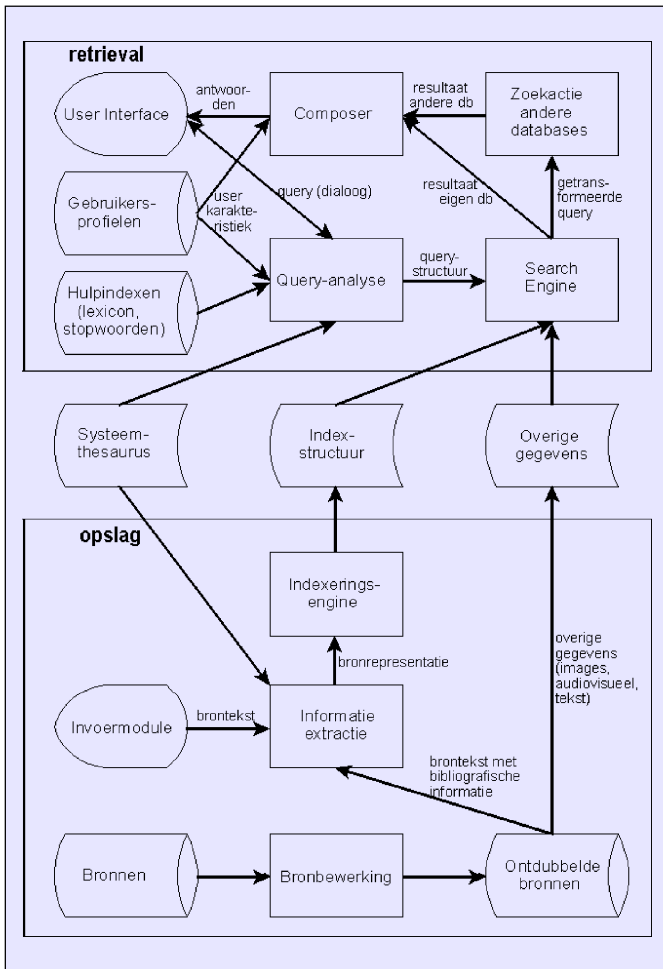 retrieval
User Interface
antwoor-
den
Composer
resultaat
andere db
Zoekactie
andere
databases
Gebruikers-
profielen
user
karakte-
ristiek
query (dialoog)
resultaat
eigen db
getrans-
formeerde
query
Hulpindexen
(lexicon,
stopwoorden)
Query-analyse
query-
structuur
Search
Engine
Systeem-
thesaurus
Index-
structuur
Overige
gegevens
opslag
Indexerings-
engine
bronrepresentatie
overige
gegevens
(images,
audiovisueel,
tekst)
Invoermodule
brontekst
Informatie
extractie
brontekst met
bibliografische
informatie
Bronnen
Bronbewerking
Ontdubbelde
bronnen